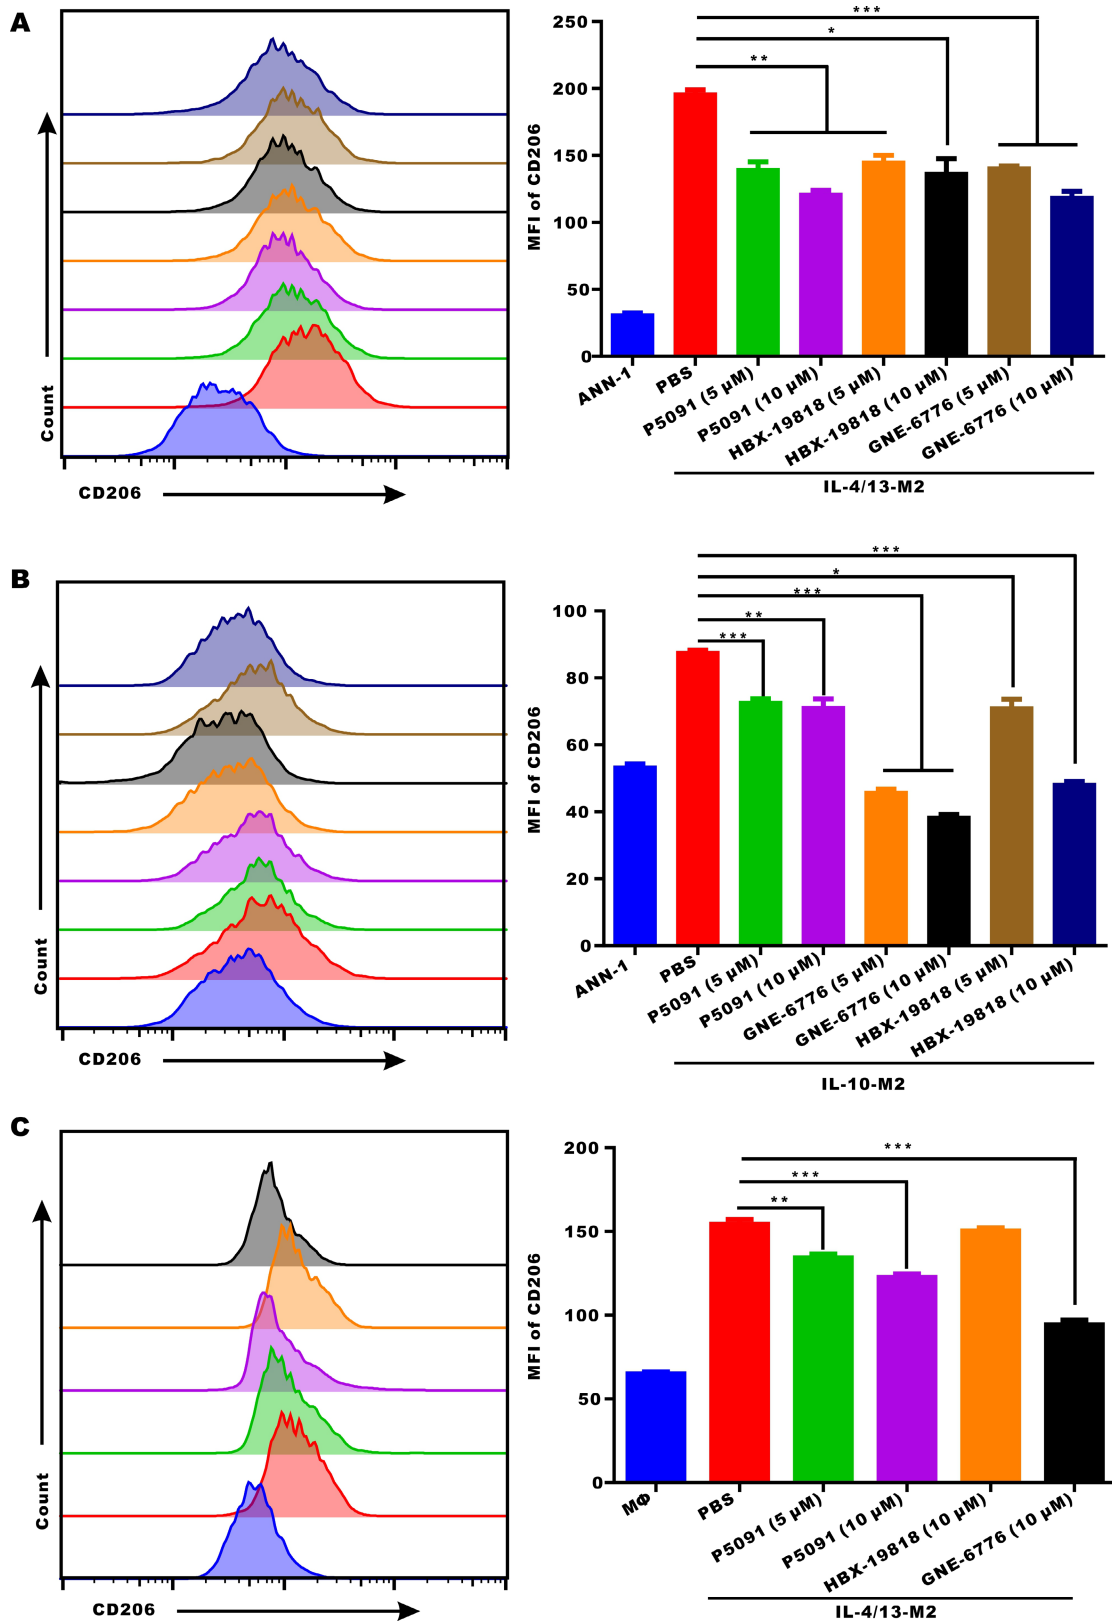 A
Count
CD206
MFI of CD206
250
200
150
100
50
0
***
*
**
ANN-1
PBS
P5091 (5 μM)
P5091 (10 μM)
HBX-19818 (5 μM)
HBX-19818 (10 μM)
GNE-6776 (5 μM)
GNE-6776 (10 μM)
IL-4/13-M2
B
Count
CD206
MFI of CD206
100
80
60
40
20
0
***
*
***
**
***
ANN-1
PBS
P5091 (5 μM)
P5091 (10 μM)
GNE-6776 (5 μM)
GNE-6776 (10 μM)
HBX-19818 (5 μM)
HBX-19818 (10 μM)
IL-10-M2
C
Count
CD206
MFI of CD206
200
150
100
50
0
***
***
**
MΦ
PBS
P5091 (5 μM)
P5091 (10 μM)
HBX-19818 (10 μM)
GNE-6776 (10 μM)
IL-4/13-M2